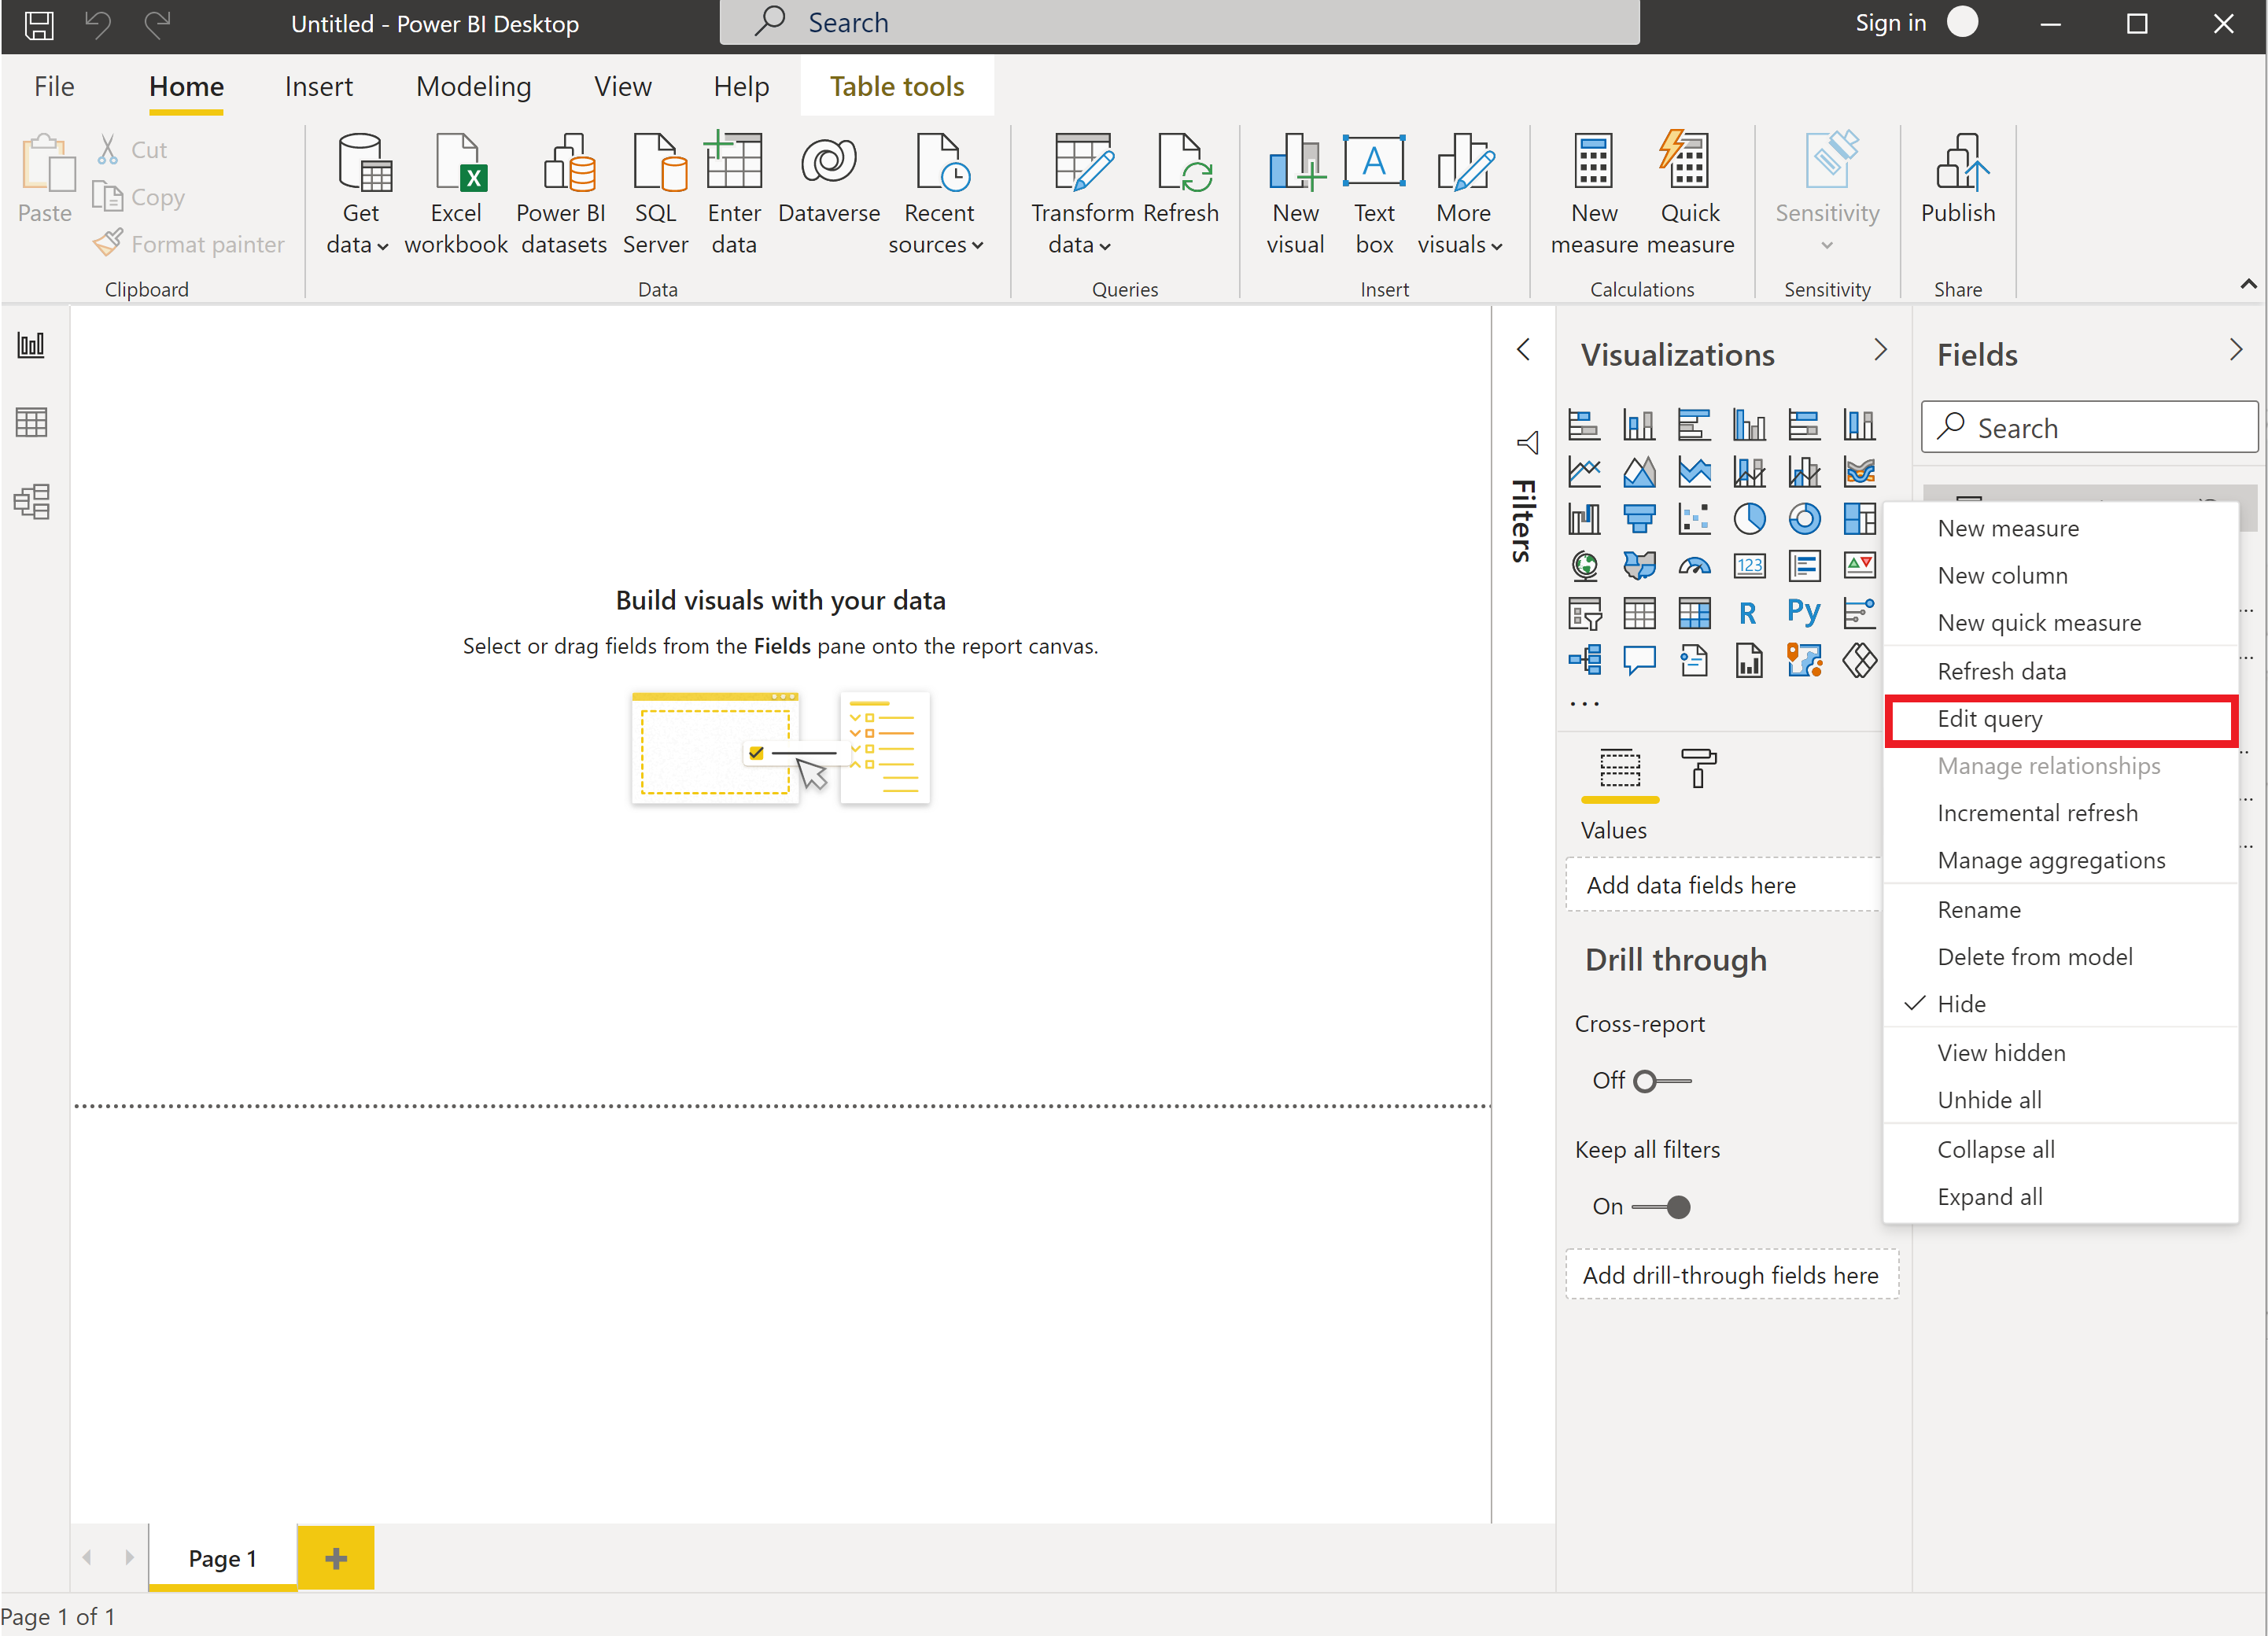 Untitled - Power BI Desktop
Search
Sign in
File Home Insert Modeling View Help Table tools
Paste
Cut
Copy
Format painter
Clipboard
Get data
Excel workbook
Power BI datasets
SQL Server
Enter data
Dataverse
Recent sources
Data
Transform data
Refresh
Queries
New visual
Text box
More visuals
Insert
New measure
Quick measure
Calculations
Sensitivity
Sensitivity
Publish
Share
Build visuals with your data
Select or drag fields from the Fields pane onto the report canvas.
Filters
Visualizations
123
R
Py
...
Values
Add data fields here
Drill through
Cross-report
Off
Keep all filters
On
Add drill-through fields here
Fields
Search
New measure
New column
New quick measure
Refresh data
Edit query
Manage relationships
Incremental refresh
Manage aggregations
Rename
Delete from model
Hide
View hidden
Unhide all
Collapse all
Expand all
Page 1
Page 1 of 1